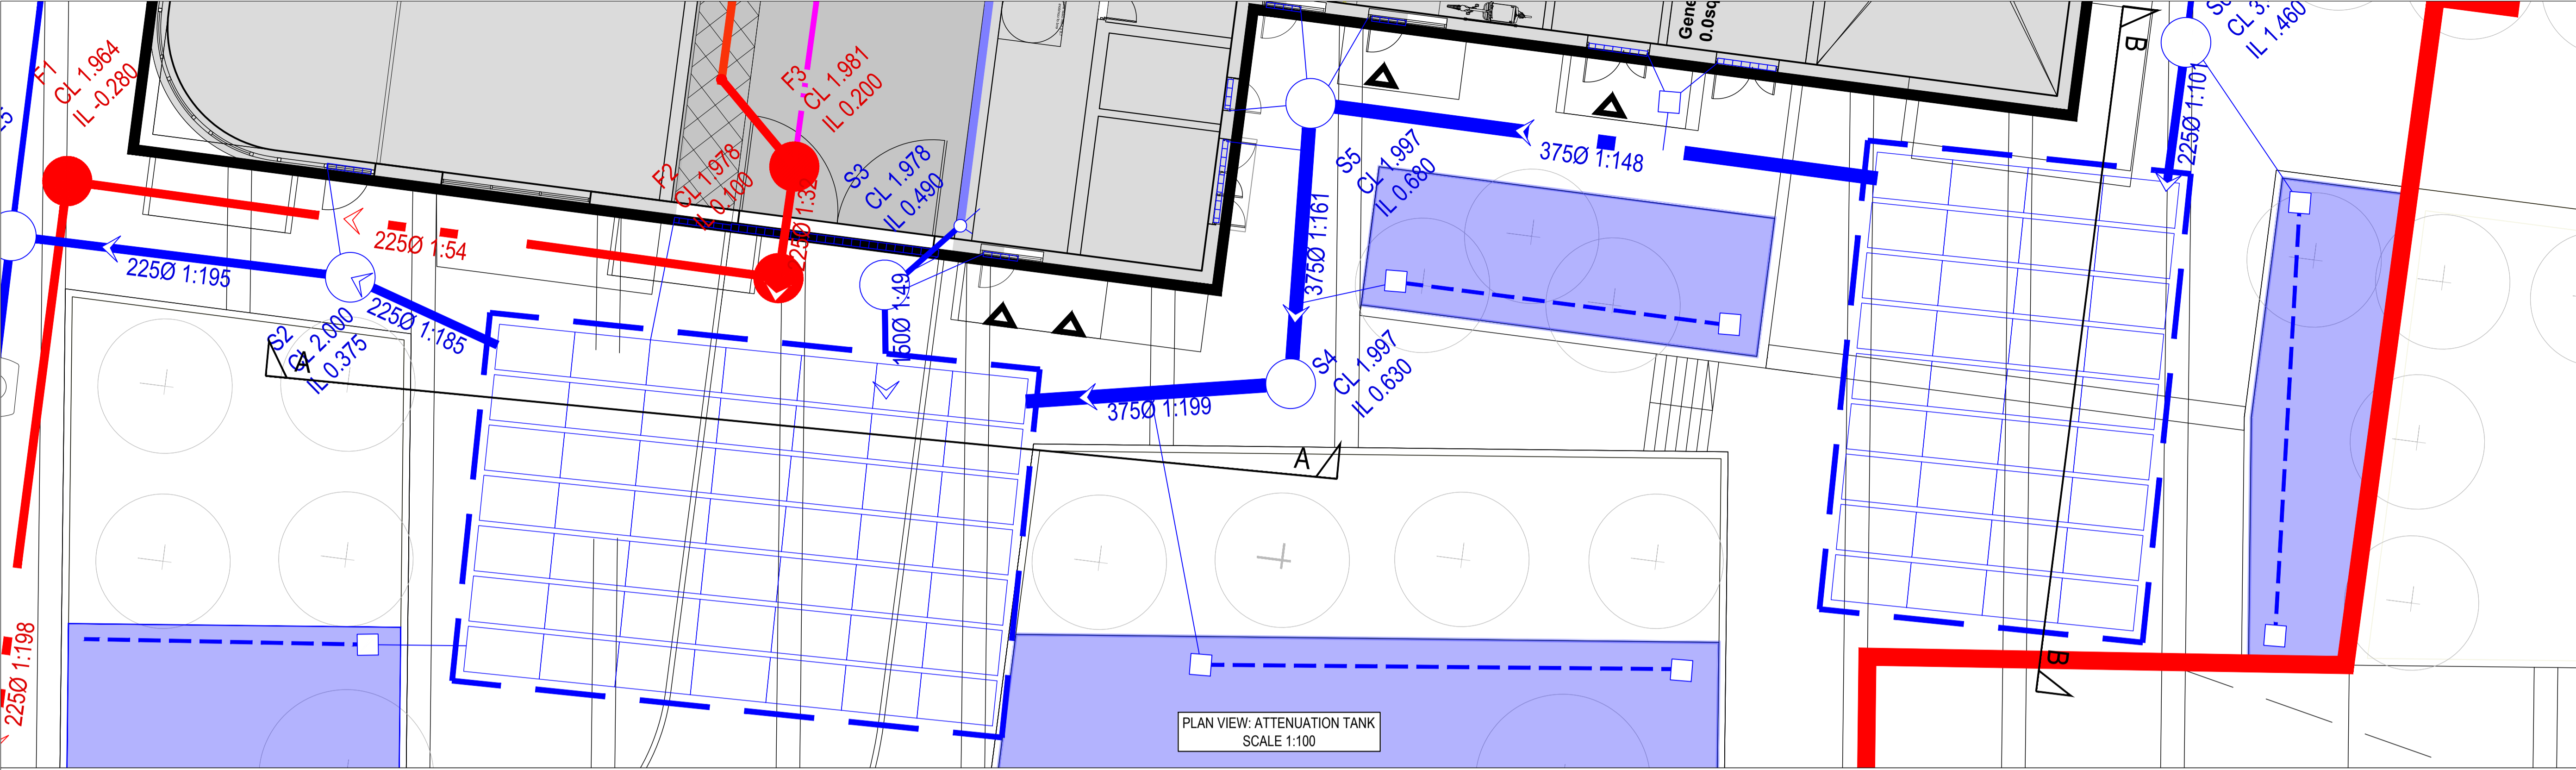 F1
CL 1.964
IL -0.280
225Ø 1:195
S2
CL 2.000
IL 0.375
225Ø 1:185
225Ø 1:54
225Ø 1:198
F2
CL 1.978
IL 0.100
F3
CL 1.981
IL 0.200
S3
CL 1.978
IL 0.490
150Ø 1:49
A
A
375Ø 1:199
S4
CL 1.997
IL 0.630
375Ø 1:161
S5
CL 1.997
IL 0.680
375Ø 1:148
225Ø 1:101
IL 1.460
B
B
PLAN VIEW: ATTENUATION TANK
SCALE 1:100